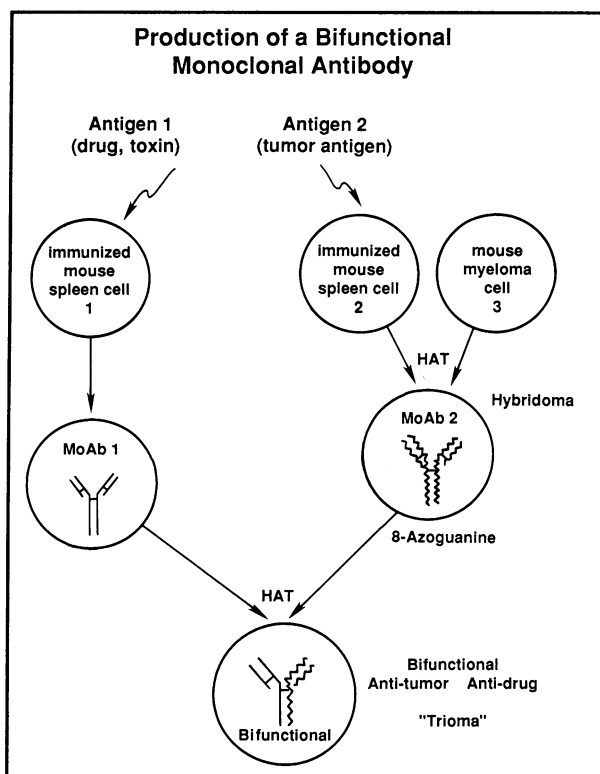 Production of a Bifunctional
Monoclonal Antibody
Antigen 1
(drug, toxin)
Antigen 2
(tumor antigen)
immunized
mouse
spleen cell
1
immunized
mouse
spleen cell
2
mouse
myeloma
cell
3
HAT
Hybridoma
MoAb 1
MoAb 2
8-Azoguanine
HAT
Bifunctional
Bifunctional
Anti-tumor Anti-drug
"Trioma"